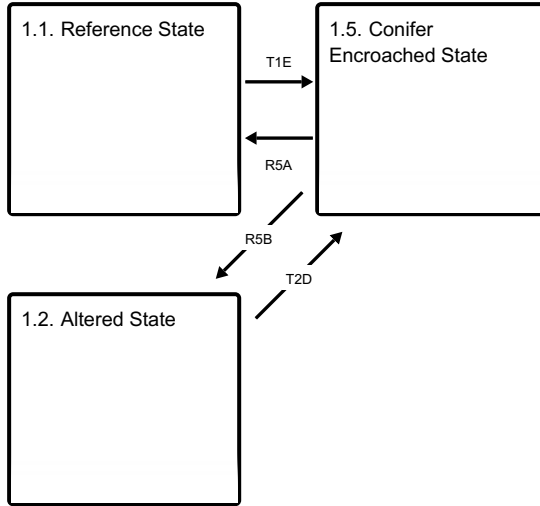 1.1. Reference State
1.5. Conifer
Encroached State
T1E
R5A
R5B
T2D
1.2. Altered State